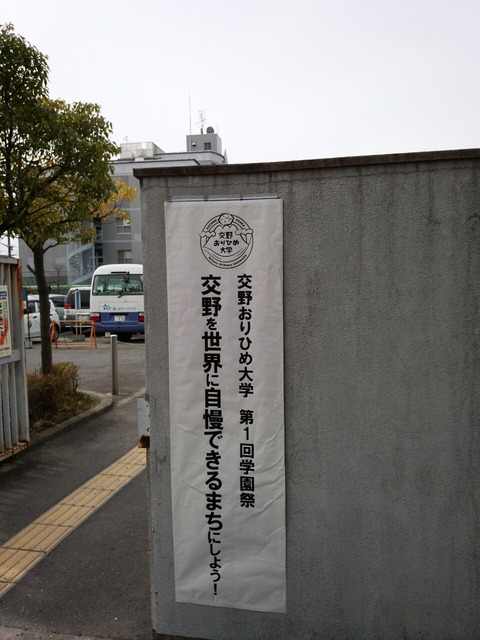 交野
おりひめ
大学
交野おりひめ大学 第1回学園祭
交野を世界に自慢できるまちにしよう!